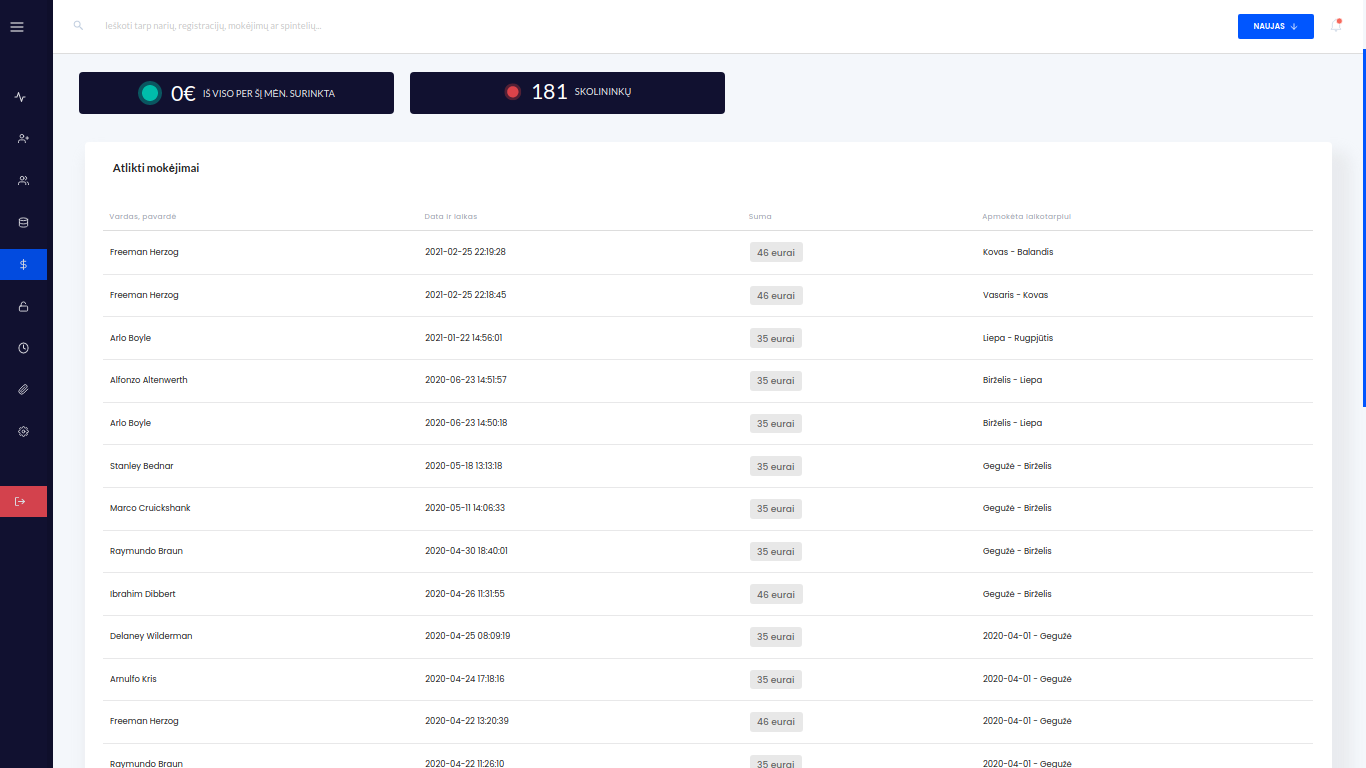 Ieškoti tarp narių, registracijų, mokėjimų ar spintelių...
NAUJAS
0€ IŠ VISO PER ŠĮ MĖN. SURINKTA
181 SKOLININKŲ
Atlikti mokėjimai
Vardas, pavardė Data ir laikas Suma Apmokėta laikotarpiui
Freeman Herzog 2021-02-25 22:19:28 46 eurai Kovas - Balandis
Freeman Herzog 2021-02-25 22:18:45 46 eurai Vasaris - Kovas
Arlo Boyle 2021-01-22 14:56:01 35 eurai Liepa - Rugpjūtis
Alfonzo Altenwerth 2020-06-23 14:51:57 35 eurai Birželis - Liepa
Arlo Boyle 2020-06-23 14:50:18 35 eurai Birželis - Liepa
Stanley Bednar 2020-05-18 13:13:18 35 eurai Gegužė - Birželis
Marco Cruickshank 2020-05-11 14:06:33 35 eurai Gegužė - Birželis
Raymundo Braun 2020-04-30 18:40:01 35 eurai Gegužė - Birželis
Ibrahim Dibbert 2020-04-26 11:31:55 46 eurai Gegužė - Birželis
Delaney Wilderman 2020-04-25 08:09:19 35 eurai 2020-04-01 - Gegužė
Arnulfo Kris 2020-04-24 17:18:16 35 eurai 2020-04-01 - Gegužė
Freeman Herzog 2020-04-22 13:20:39 46 eurai 2020-04-01 - Gegužė
Raymundo Braun 2020-04-22 11:26:10 35 eurai 2020-04-01 - Gegužė